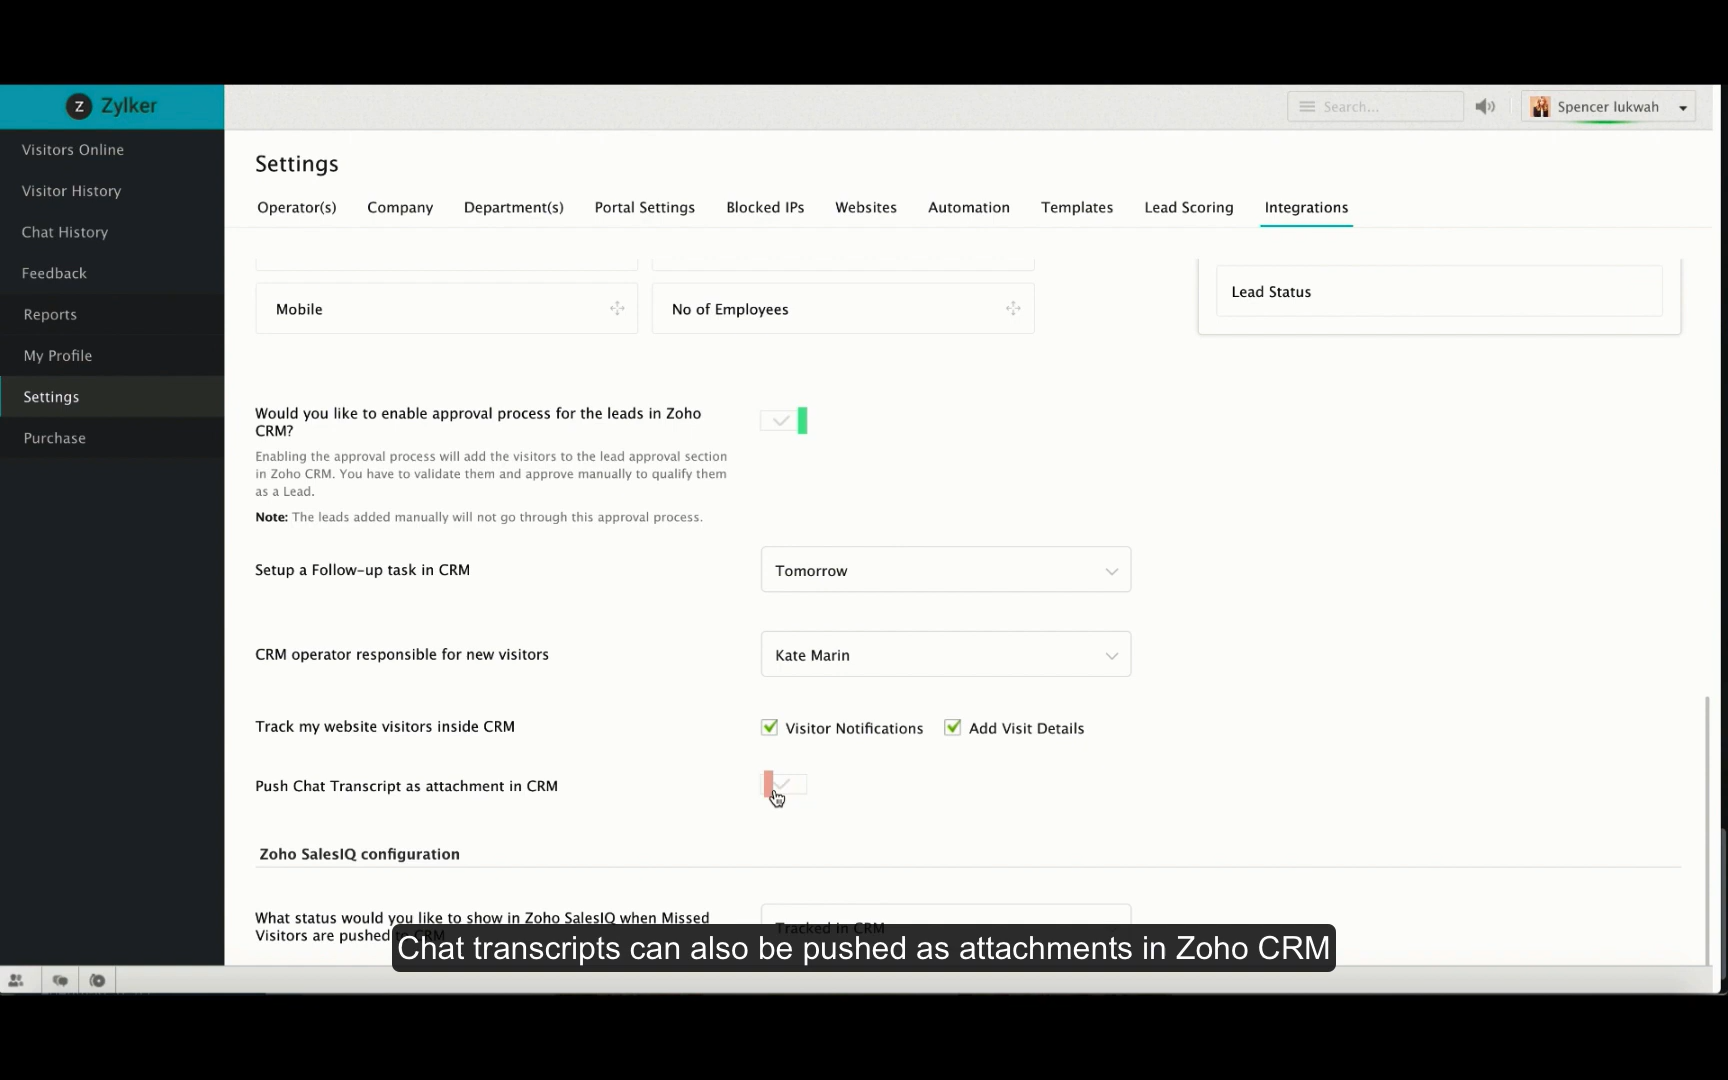 Z Zylker
Search...
Spencer lukwah
Visitors Online
Visitor History
Chat History
Feedback
Reports
My Profile
Settings
Purchase
Settings
Operator(s) Company Department(s) Portal Settings Blocked IPs Websites Automation Templates Lead Scoring Integrations
Mobile
No of Employees
Lead Status
Would you like to enable approval process for the leads in Zoho
CRM?
Enabling the approval process will add the visitors to the lead approval section
in Zoho CRM. You have to validate them and approve manually to qualify them
as a Lead.
Note: The leads added manually will not go through this approval process.
Setup a Follow-up task in CRM
Tomorrow
CRM operator responsible for new visitors
Kate Marin
Track my website visitors inside CRM
Visitor Notifications
Add Visit Details
Push Chat Transcript as attachment in CRM
Zoho SalesIQ configuration
What status would you like to show in Zoho SalesIQ when Missed
Visitors are pushed to CRM
Tracked in CRM
Chat transcripts can also be pushed as attachments in Zoho CRM